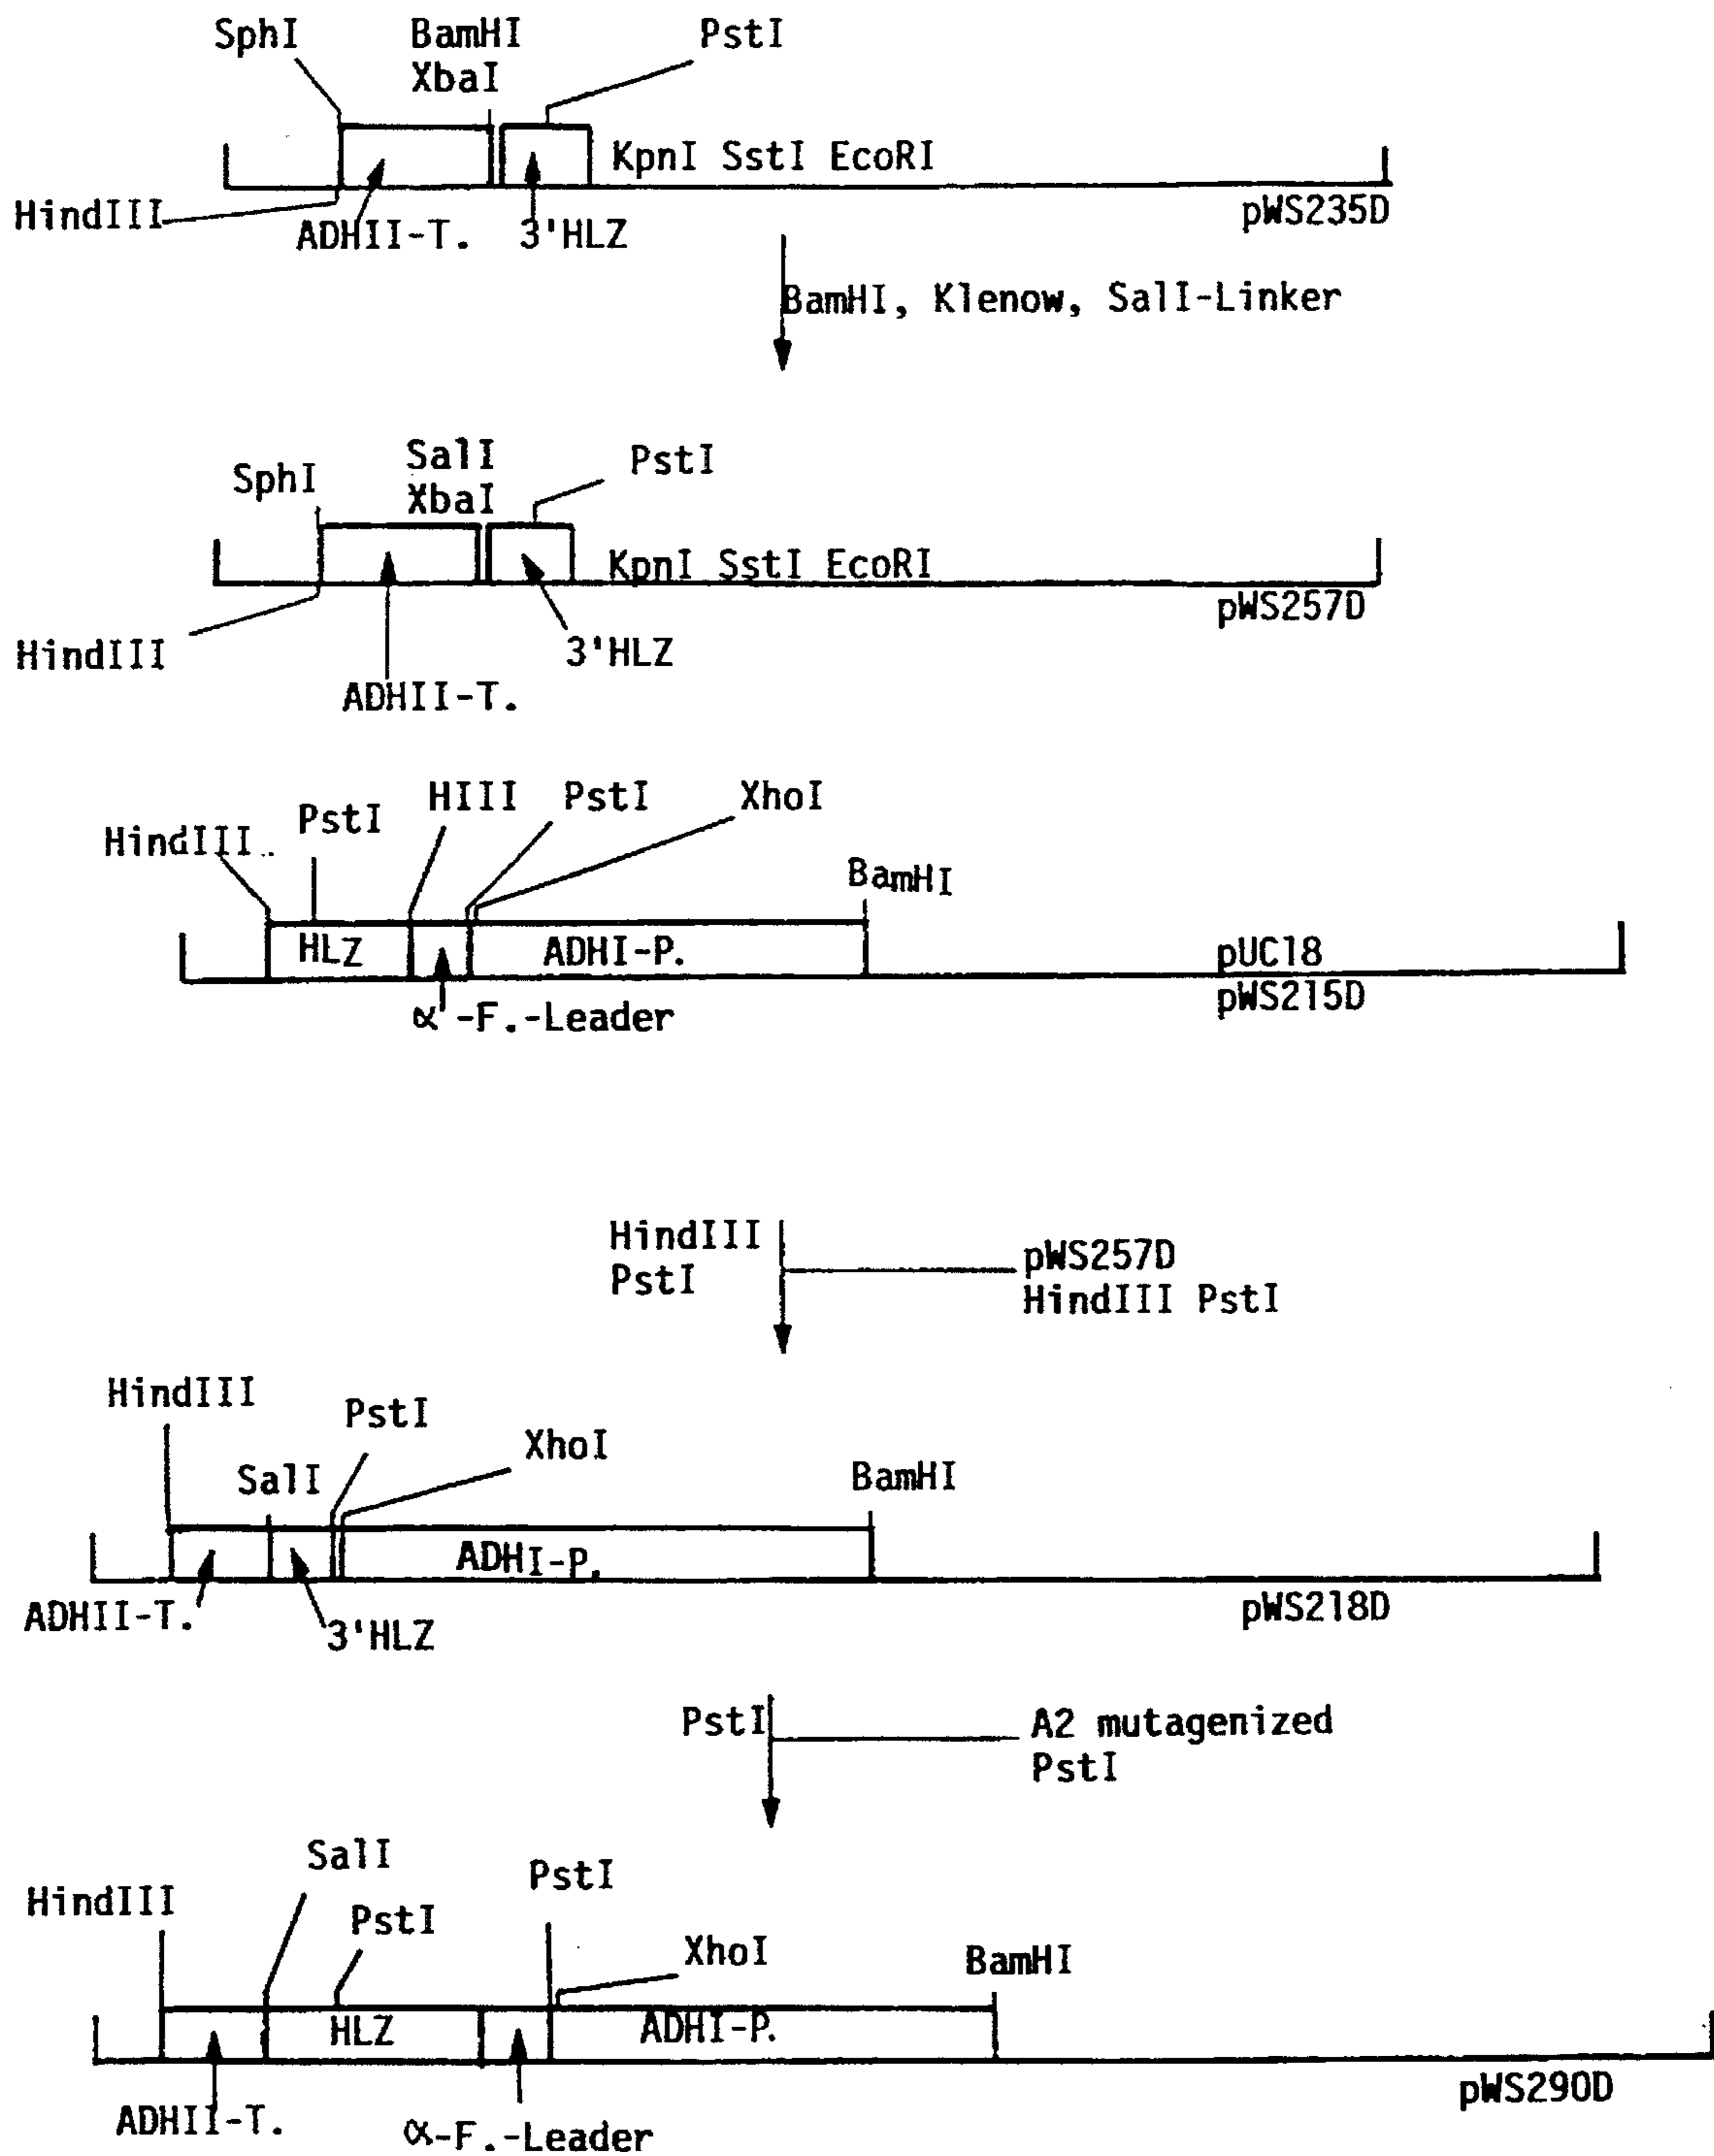 SphI BamHI PstI
XbaI
KpnI SstI EcoRI
HindIII pWS235D
ADHII-T. 3'HLZ
BamHI, Klenow, SalI-Linker
SalI PstI
SphI XbaI
KpnI SstI EcoRI
pWS257D
HindIII 3'HLZ
ADHII-T.
HindIII PstI HIII PstI XhoI
BamHI
HLZ ADHI-P. pUC18
pWS215D
α'-F.-Leader
HindIII pWS257D
PstI HindIII PstI
HindIII PstI
XhoI
SalI BamHI
ADHI-P.
ADHII-T. 3'HLZ pWS218D
PstI A2 mutagenized
PstI
SalI PstI
HindIII PstI
XhoI BamHI
HLZ ADHI-P.
pWS290D
ADHII-T. α-F.-Leader